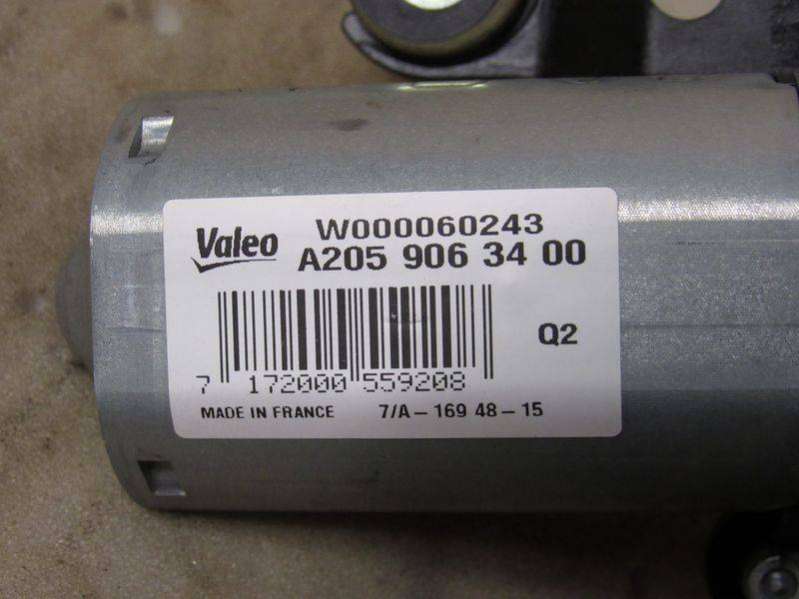 Valeo W000060243
A205 906 34 00
Q2
7 172000 559208
MADE IN FRANCE 7/A-169 48-15